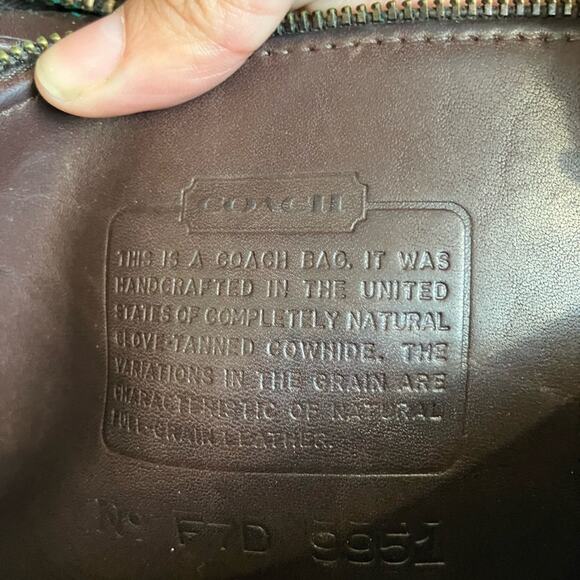 COACH
THIS IS A COACH BAG. IT WAS
HANDCRAFTED IN THE UNITED
STATES OF COMPLETELY NATURAL
GLOVE-TANNED COWHIDE. THE
VARIATIONS IN THE GRAIN ARE
CHARACTERISTIC OF NATURAL
FULL-GRAIN LEATHER.
No F7D 9951